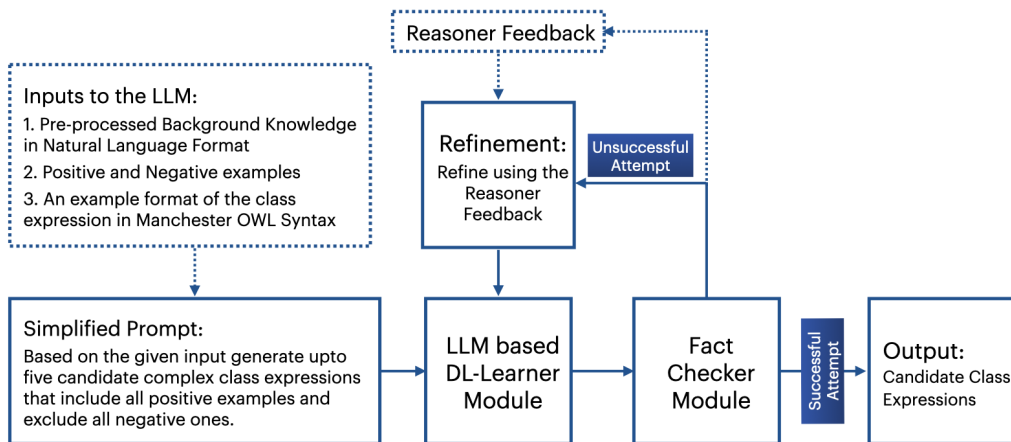 Reasoner Feedback
Inputs to the LLM:
1. Pre-processed Background Knowledge
in Natural Language Format
2. Positive and Negative examples
3. An example format of the class
expression in Manchester OWL Syntax
Refinement:
Refine using the
Reasoner
Feedback
Unsuccessful
Attempt
Simplified Prompt:
Based on the given input generate upto
five candidate complex class expressions
that include all positive examples and
exclude all negative ones.
LLM based
DL-Learner
Module
Fact
Checker
Module
Successful
Attempt
Output:
Candidate Class
Expressions